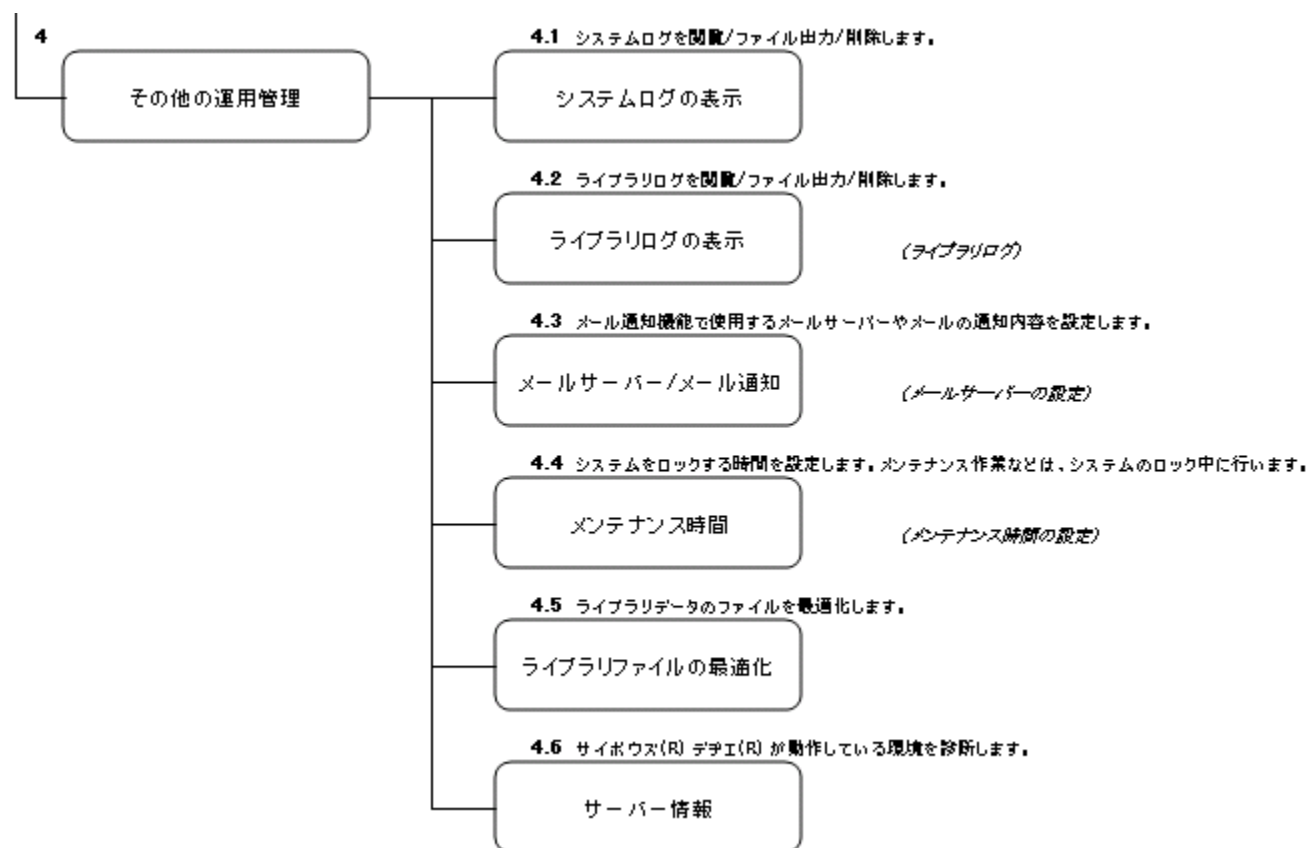 4
その他の運用管理
4.1 システムログを閲覧/ファイル出力/削除します。
システムログの表示
4.2 ライブラリログを閲覧/ファイル出力/削除します。
ライブラリログの表示
(ライブラリログ)
4.3 メール通知機能で使用するメールサーバーやメールの通知内容を設定します。
メールサーバー/メール通知
(メールサーバーの設定)
4.4 システムをロックする時間を設定します。メンテナンス作業などは、システムのロック中に行います。
メンテナンス時間
(メンテナンス時間の設定)
4.5 ライブラリデータのファイルを最適化します。
ライブラリファイルの最適化
4.6 サイボウズ(R) デヂエ(R) が動作している環境を診断します。
サーバー情報